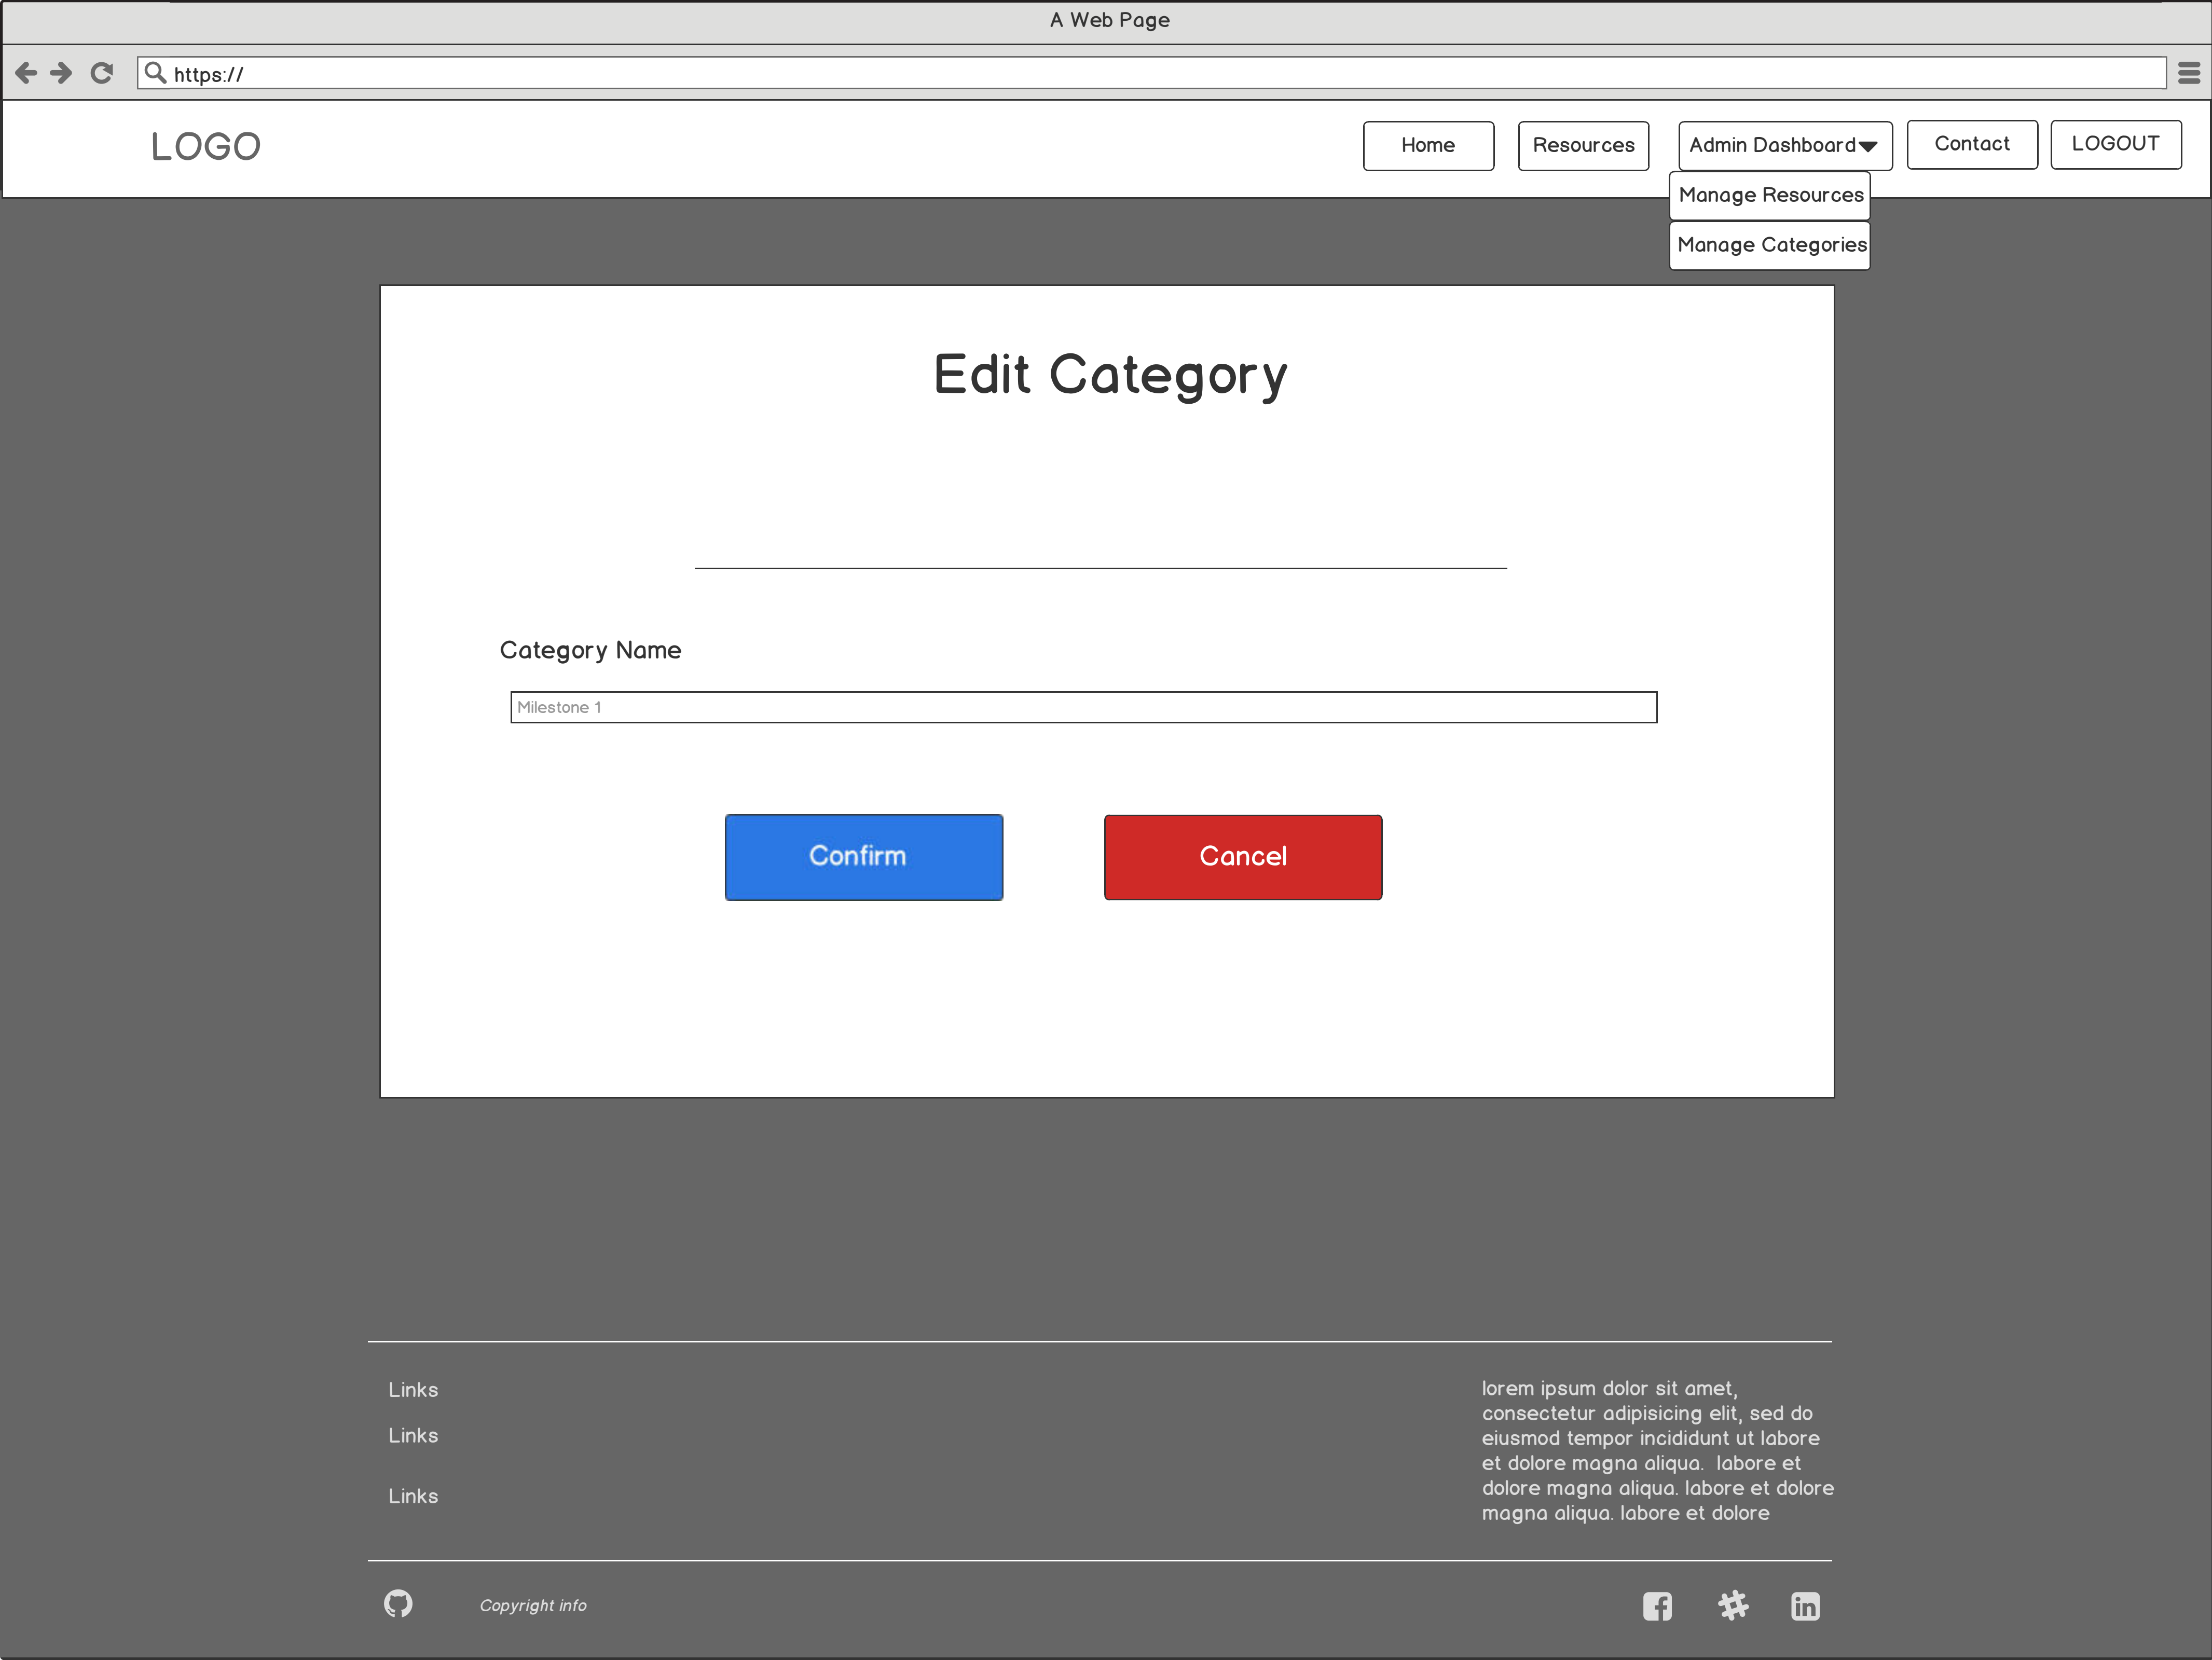 A Web Page
https://
LOGO
Home
Resources
Admin Dashboard
Contact
LOGOUT
Manage Resources
Manage Categories
Edit Category
Category Name
Milestone 1
Confirm
Cancel
Links
Links
Links
lorem ipsum dolor sit amet,
consectetur adipisicing elit, sed do
eiusmod tempor incididunt ut labore
et dolore magna aliqua.  labore et
dolore magna aliqua. labore et dolore
magna aliqua. labore et dolore
Copyright info